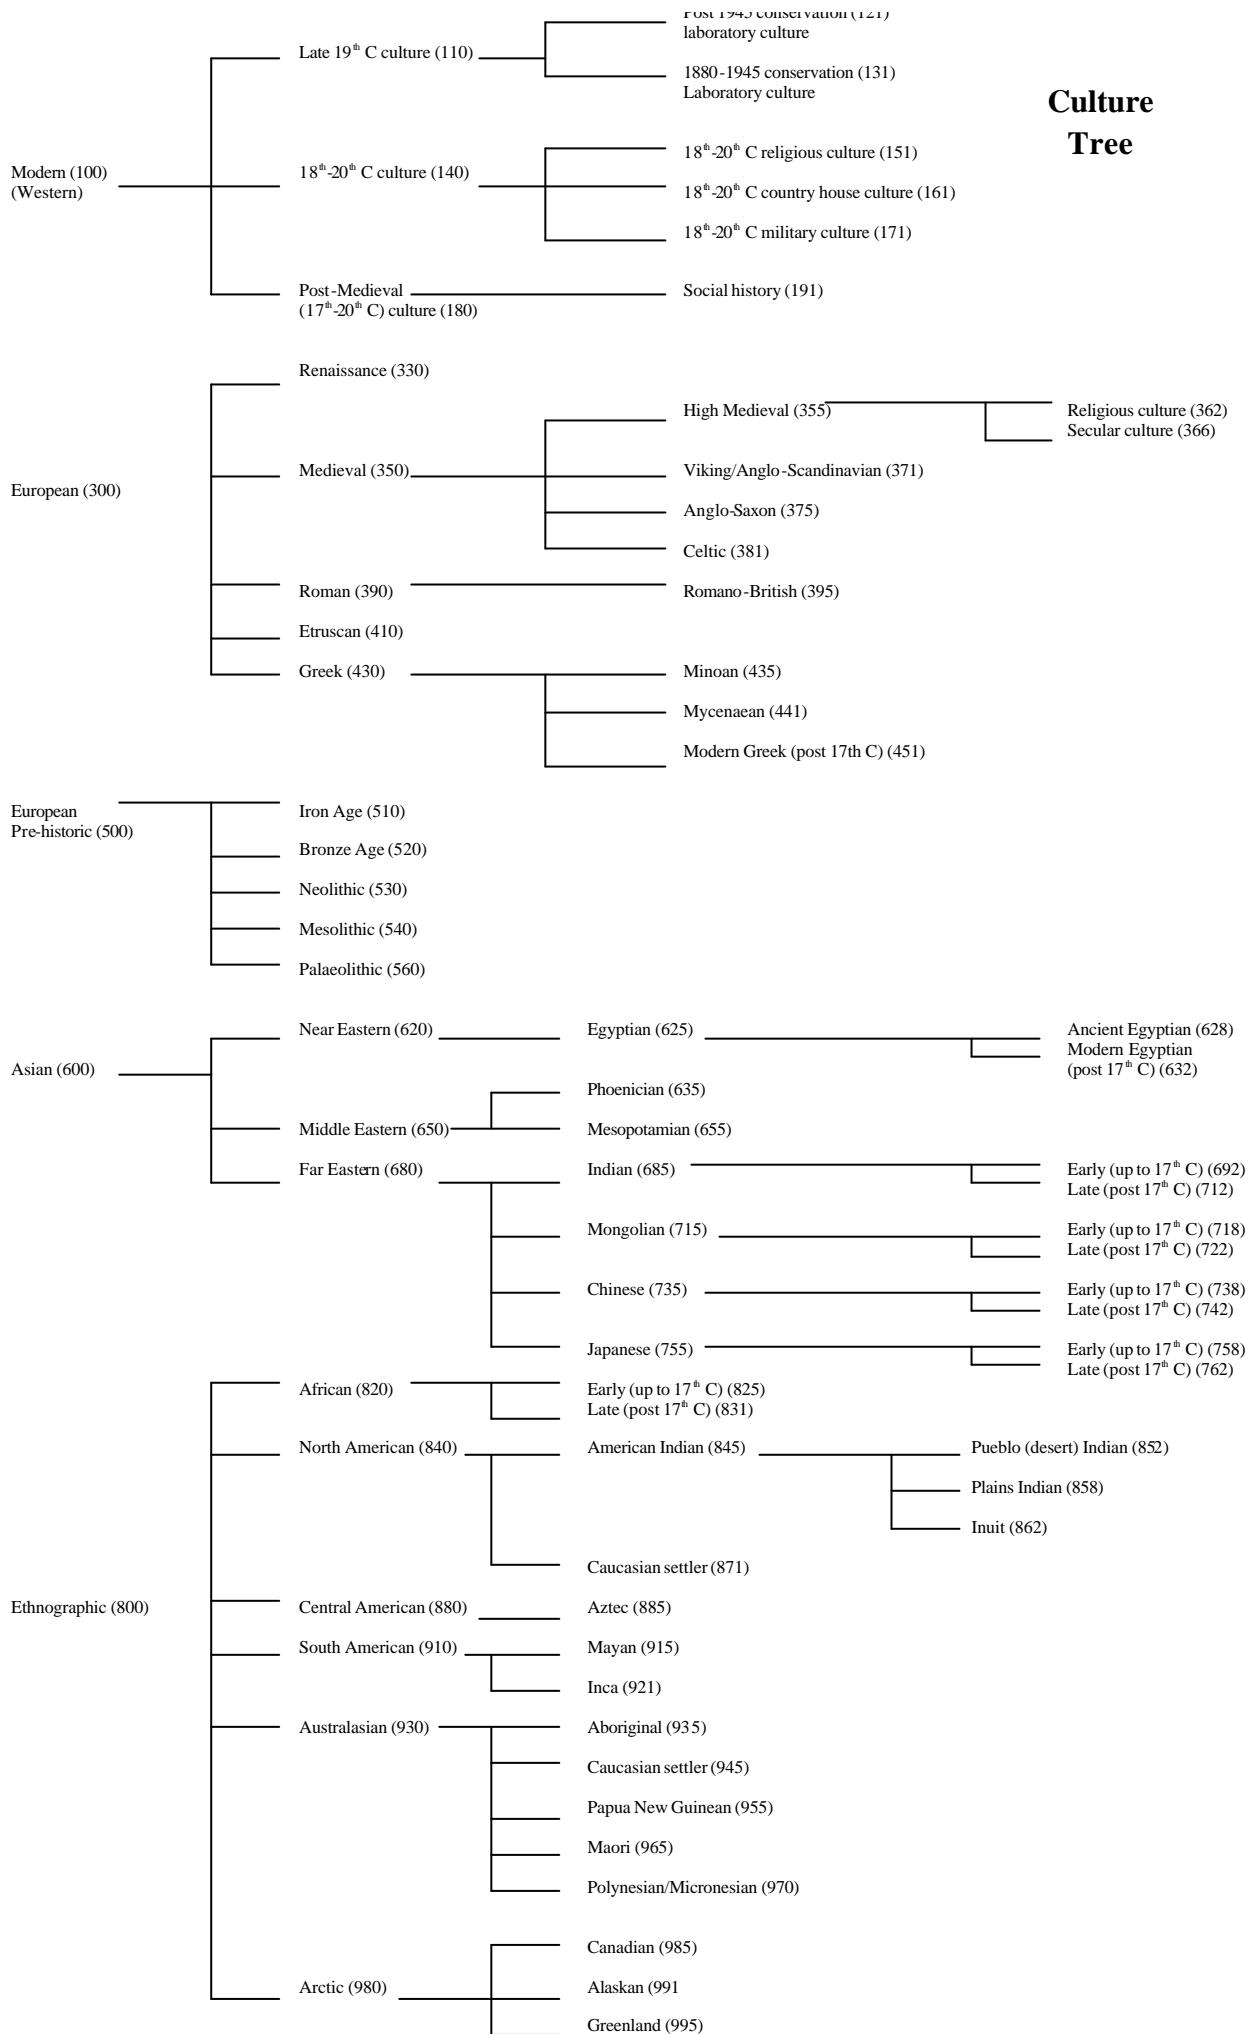 Post 1945 conservation (121)
laboratory culture
Late 19th C culture (110)
1880-1945 conservation (131)
Laboratory culture
Culture
Tree
18th-20th C religious culture (151)
Modern (100)
(Western)
18th-20th C culture (140)
18th-20th C country house culture (161)
18th-20th C military culture (171)
Post-Medieval
(17th-20th C) culture (180)
Social history (191)
Renaissance (330)
High Medieval (355)
Religious culture (362)
Secular culture (366)
Medieval (350)
Viking/Anglo-Scandinavian (371)
European (300)
Anglo-Saxon (375)
Celtic (381)
Roman (390)
Romano-British (395)
Etruscan (410)
Greek (430)
Minoan (435)
Mycenaean (441)
Modern Greek (post 17th C) (451)
European
Pre-historic (500)
Iron Age (510)
Bronze Age (520)
Neolithic (530)
Mesolithic (540)
Palaeolithic (560)
Near Eastern (620)
Egyptian (625)
Ancient Egyptian (628)
Modern Egyptian
(post 17th C) (632)
Asian (600)
Phoenician (635)
Middle Eastern (650)
Mesopotamian (655)
Far Eastern (680)
Indian (685)
Early (up to 17th C) (692)
Late (post 17th C) (712)
Mongolian (715)
Early (up to 17th C) (718)
Late (post 17th C) (722)
Chinese (735)
Early (up to 17th C) (738)
Late (post 17th C) (742)
Japanese (755)
Early (up to 17th C) (758)
Late (post 17th C) (762)
African (820)
Early (up to 17th C) (825)
Late (post 17th C) (831)
North American (840)
American Indian (845)
Pueblo (desert) Indian (852)
Plains Indian (858)
Inuit (862)
Caucasian settler (871)
Ethnographic (800)
Central American (880)
Aztec (885)
South American (910)
Mayan (915)
Inca (921)
Australasian (930)
Aboriginal (935)
Caucasian settler (945)
Papua New Guinean (955)
Maori (965)
Polynesian/Micronesian (970)
Canadian (985)
Arctic (980)
Alaskan (991
Greenland (995)